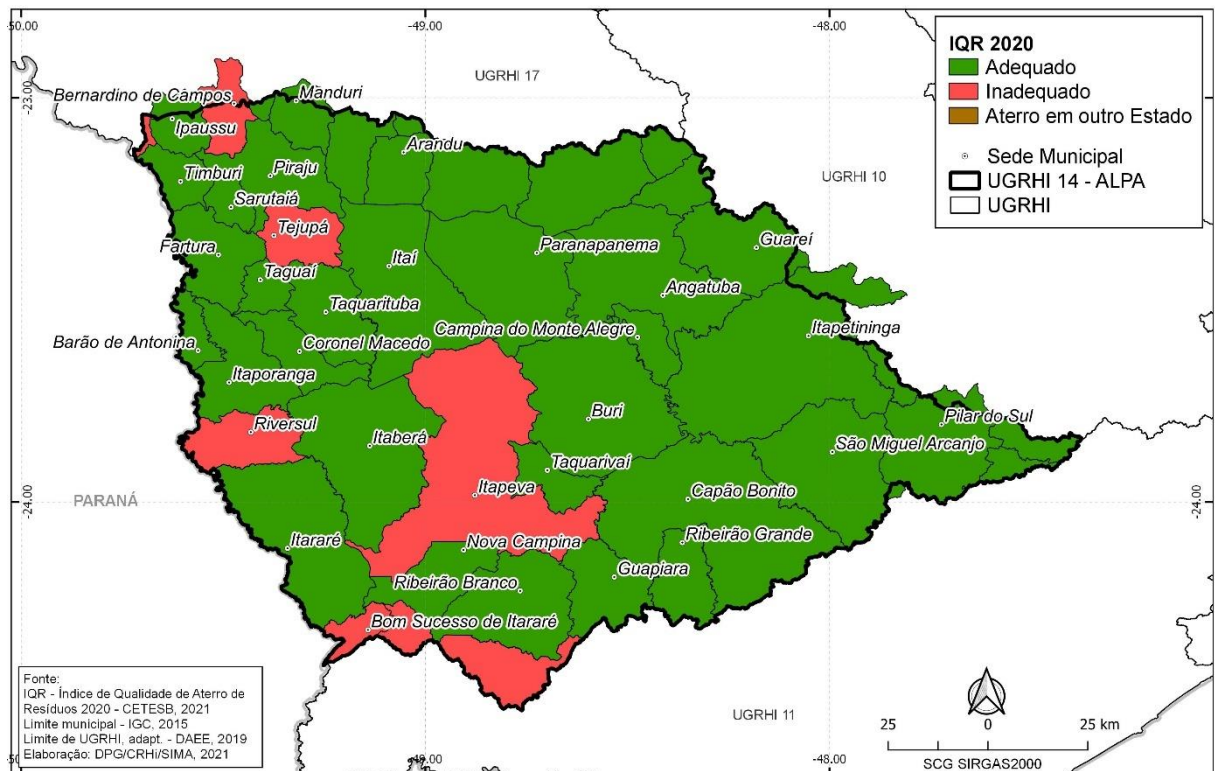 -50.00
-49.00
-48.00
-23.00
UGRHI 17
IQR 2020
Adequado
Inadequado
Aterro em outro Estado
Sede Municipal
UGRHI 14 - ALPA
UGRHI
Bernardino de Campos
Manduri
Ipaussu
Arandu
Timburi
Piraju
UGRHI 10
Sarutaiá
Tejupá
Fartura
Itaí
Paranapanema
Guareí
Taguaí
Angatuba
Taquarituba
Campina do Monte Alegre
Itapetininga
Barão de Antonina
Coronel Macedo
Itaporanga
Buri
Pilar do Sul
Riversul
Itaberá
São Miguel Arcanjo
Taquarivaí
PARANÁ
Itapeva
Capão Bonito
-24.00
-24.00
Itararé
Nova Campina
Ribeirão Grande
Ribeirão Branco
Guapiara
Bom Sucesso de Itararé
Fonte:
IQR - Índice de Qualidade de Aterro de
Resíduos 2020 - CETESB, 2021
Limite municipal - IGC, 2015
Limite de UGRHI, adapt. - DAEE, 2019
Elaboração: DPG/CRHi/SIMA, 2021
UGRHI 11
25 0 25 km
SCG SIRGAS2000
-48.00